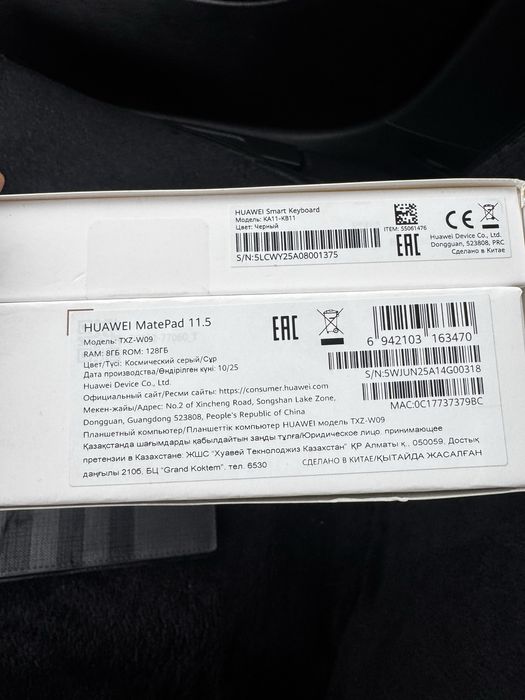 HUAWEI Smart Keyboard
Модель: KA11-KB11
Цвет: Черный
S/N:5LCWY25A08001375
ITEM: 55061476
EAC
CE
Huawei Device Co., Ltd.
Dongguan, 523808, PRC
Сделано в Китае
HUAWEI MatePad 11.5
Модель: TXZ-W09
RAM: 8ГБ ROM: 128ГБ
Цвет/Түсі: Космический серый/Сұр
Дата производства/Өндірілген күні: 10/25
Huawei Device Co., Ltd.
Официальный сайт/Ресми сайты: https://consumer.huawei.com
Мекен-жайы/Адрес: No.2 of Xincheng Road, Songshan Lake Zone,
Dongguan, Guangdong 523808, People's Republic of China
EAC
6 942103 163470
S/N:5WJUN25A14G00318
MAC:0C17737379BC
Планшетный компьютер/Планшеттік компьютер HUAWEI модель TXZ-W09
Қазақстанда шағымдарды қабылдайтын заңды тұлға/Юридическое лицо, принимающее
претензии в Казахстане: ЖШС "Хуавей Текнолоджиз Казахстан" ҚР Алматы қ., 050059, Достық
даңғылы 210б, БЦ "Grand Koktem". тел. 6530
СДЕЛАНО В КИТАЕ/ҚЫТАЙДА ЖАСАЛҒАН